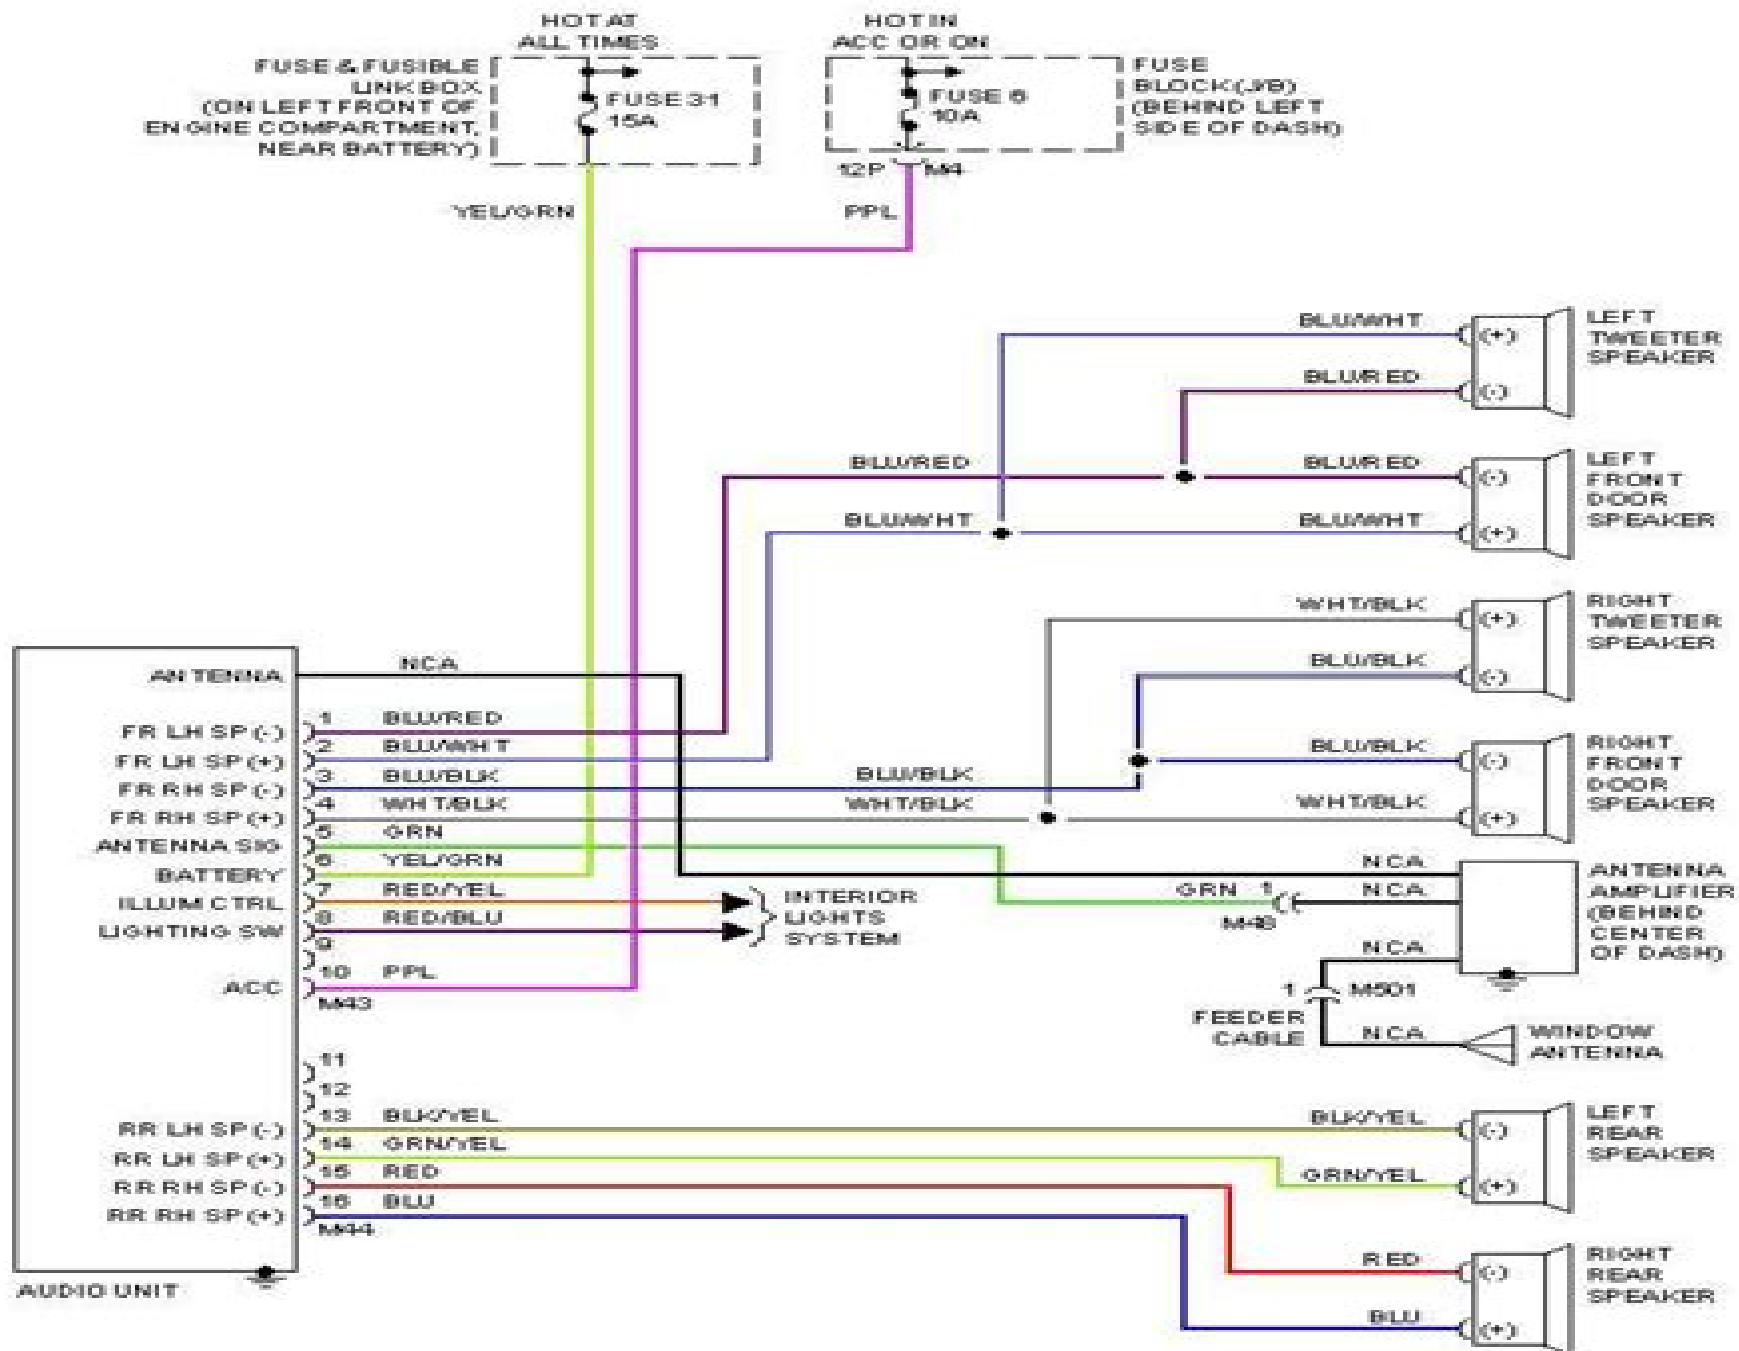 HOT AT
ALL TIMES
HOT IN
ACC OR ON
FUSE & FUSIBLE
LINK BOX
(ON LEFT FRONT OF
ENGINE COMPARTMENT,
NEAR BATTERY)
FUSE 31
15A
FUSE 6
10A
FUSE
BLOCK (J/B)
(BEHIND LEFT
SIDE OF DASH)
12P M4
YEL/GRN
PPL
BLU/WHT
(+)
LEFT
TWEETER
SPEAKER
BLU/RED
(-)
BLU/RED
BLU/RED
(-)
LEFT
FRONT
DOOR
SPEAKER
BLU/WHT
BLU/WHT
(+)
WHT/BLK
(+)
RIGHT
TWEETER
SPEAKER
BLU/BLK
(-)
BLU/BLK
(-)
RIGHT
FRONT
DOOR
SPEAKER
BLU/BLK
WHT/BLK
WHT/BLK
(+)
ANTENNA
NCA
FR LH SP (-)
1 BLU/RED
FR LH SP (+)
2 BLU/WHT
FR RH SP (-)
3 BLU/BLK
FR RH SP (+)
4 WHT/BLK
ANTENNA SIG
5 GRN
BATTERY
6 YEL/GRN
ILLUM CTRL
7 RED/YEL
LIGHTING SW
8 RED/BLU
9
ACC
10 PPL
M43
INTERIOR
LIGHTS
SYSTEM
NCA
GRN 1
M48
NCA
NCA
ANTENNA
AMPLIFIER
(BEHIND
CENTER
OF DASH)
1 M501
FEEDER
CABLE
NCA
WINDOW
ANTENNA
11
12
RR LH SP (-)
13 BLK/YEL
RR LH SP (+)
14 GRN/YEL
RR RH SP (-)
15 RED
RR RH SP (+)
16 BLU
M44
AUDIO UNIT
BLK/YEL
(-)
LEFT
REAR
SPEAKER
GRN/YEL
(+)
RED
(-)
RIGHT
REAR
SPEAKER
BLU
(+)